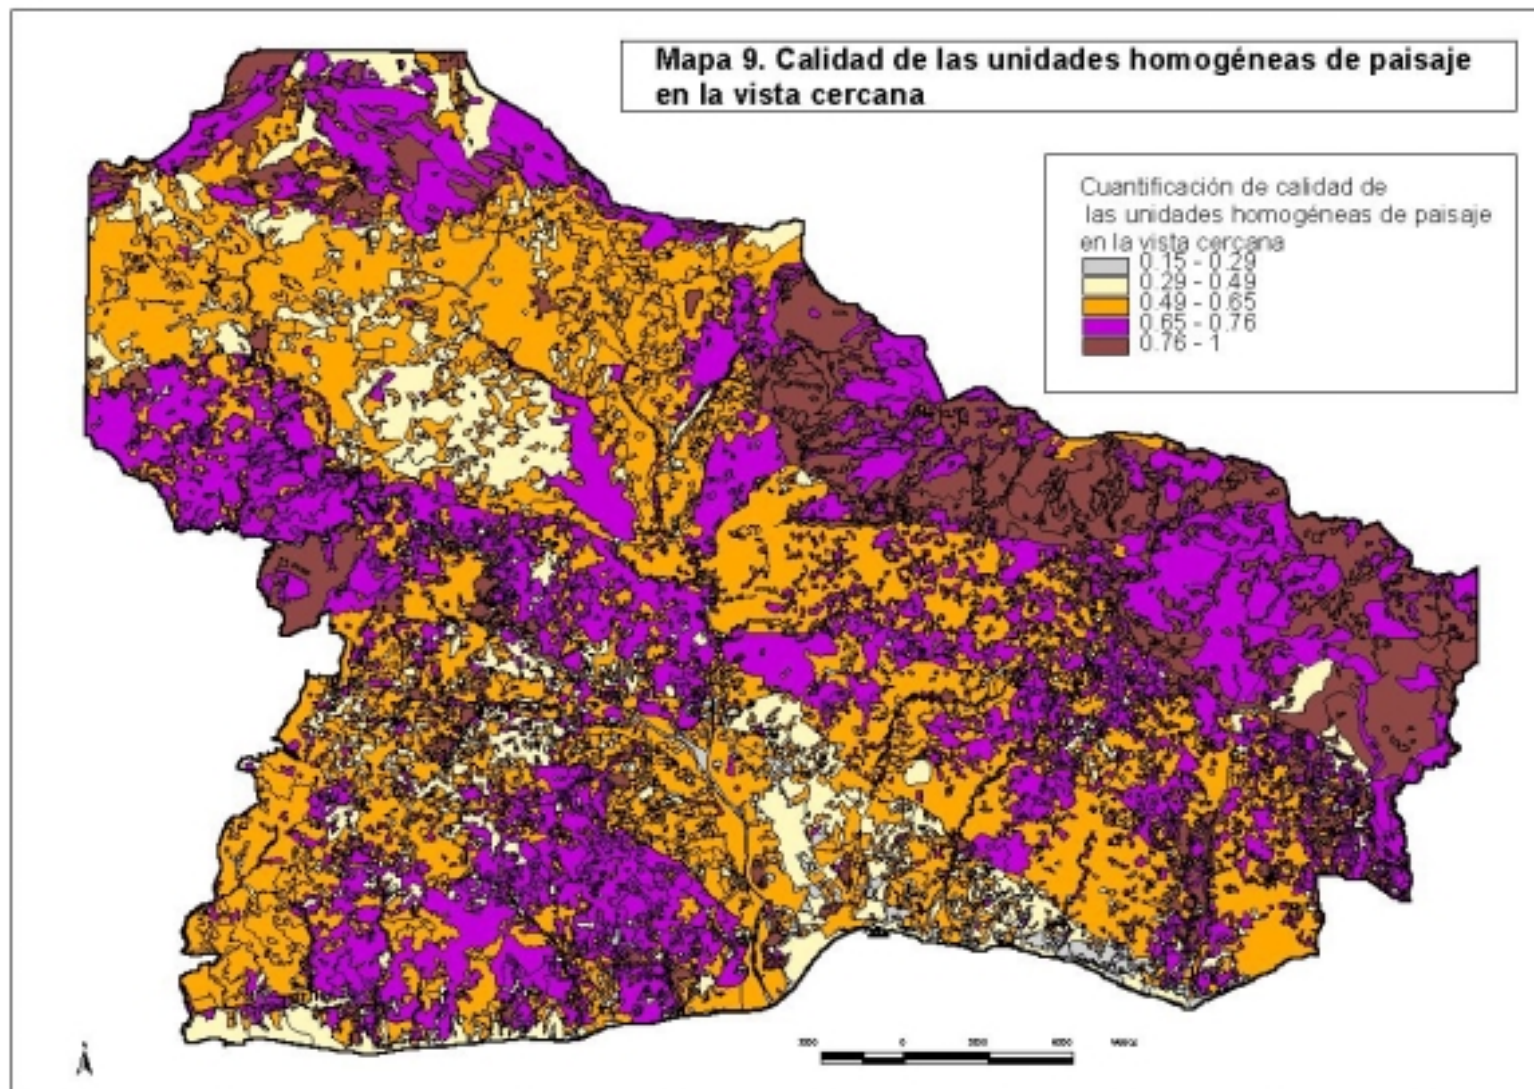 Mapa 9. Calidad de las unidades homogéneas de paisaje
en la vista cercana
Cuantificación de calidad de
las unidades homogéneas de paisaje
en la vista cercana
0.15 - 0.29
0.29 - 0.49
0.49 - 0.65
0.65 - 0.76
0.76 - 1
0